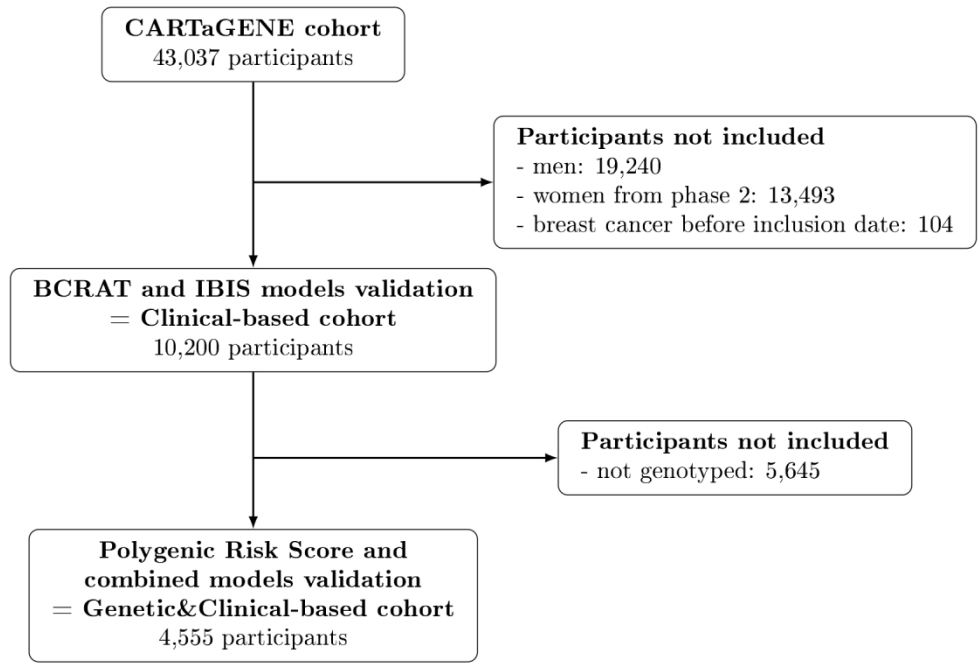 CARTaGENE cohort
43,037 participants
Participants not included
- men: 19,240
- women from phase 2: 13,493
- breast cancer before inclusion date: 104
BCRAT and IBIS models validation
= Clinical-based cohort
10,200 participants
Participants not included
- not genotyped: 5,645
Polygenic Risk Score and
combined models validation
= Genetic&Clinical-based cohort
4,555 participants